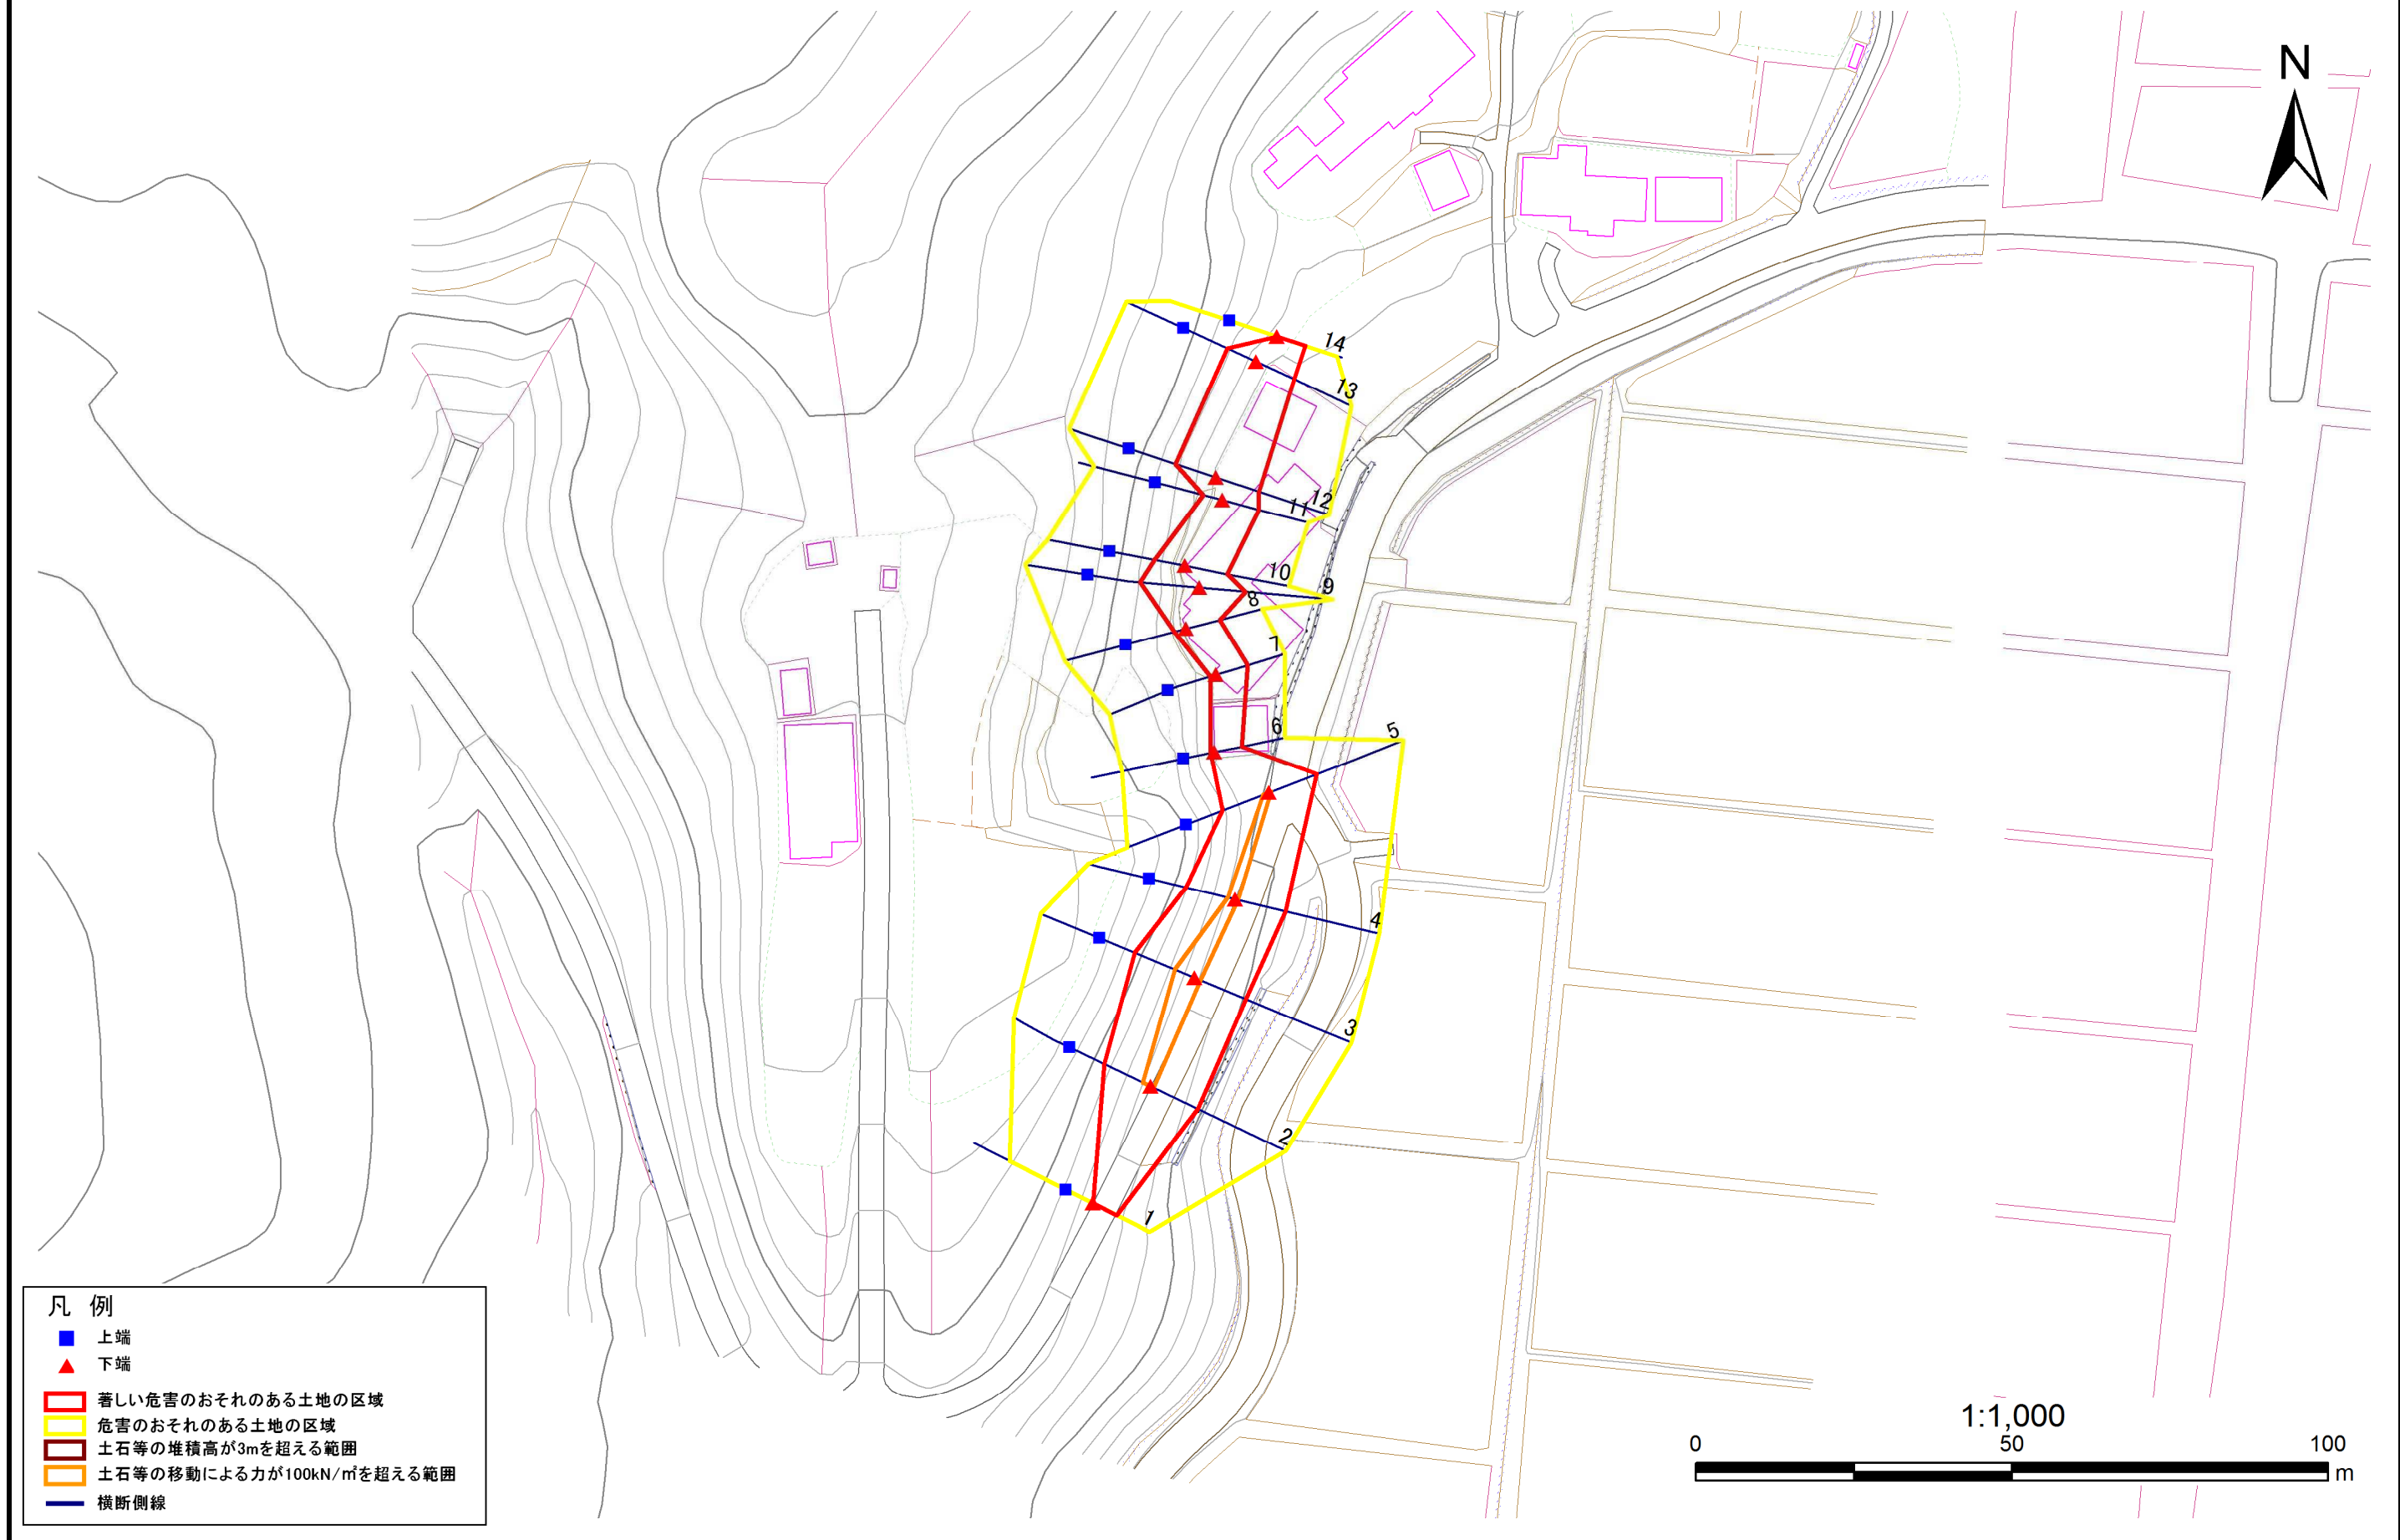 N
14
13
12
11
10
9
8
7
6
5
4
3
2
1
凡 例
上端
下端
著しい危害のおそれのある土地の区域
危害のおそれのある土地の区域
土石等の堆積高が3mを超える範囲
土石等の移動による力が100kN/㎡を超える範囲
横断側線
1:1,000
0 50 100
m